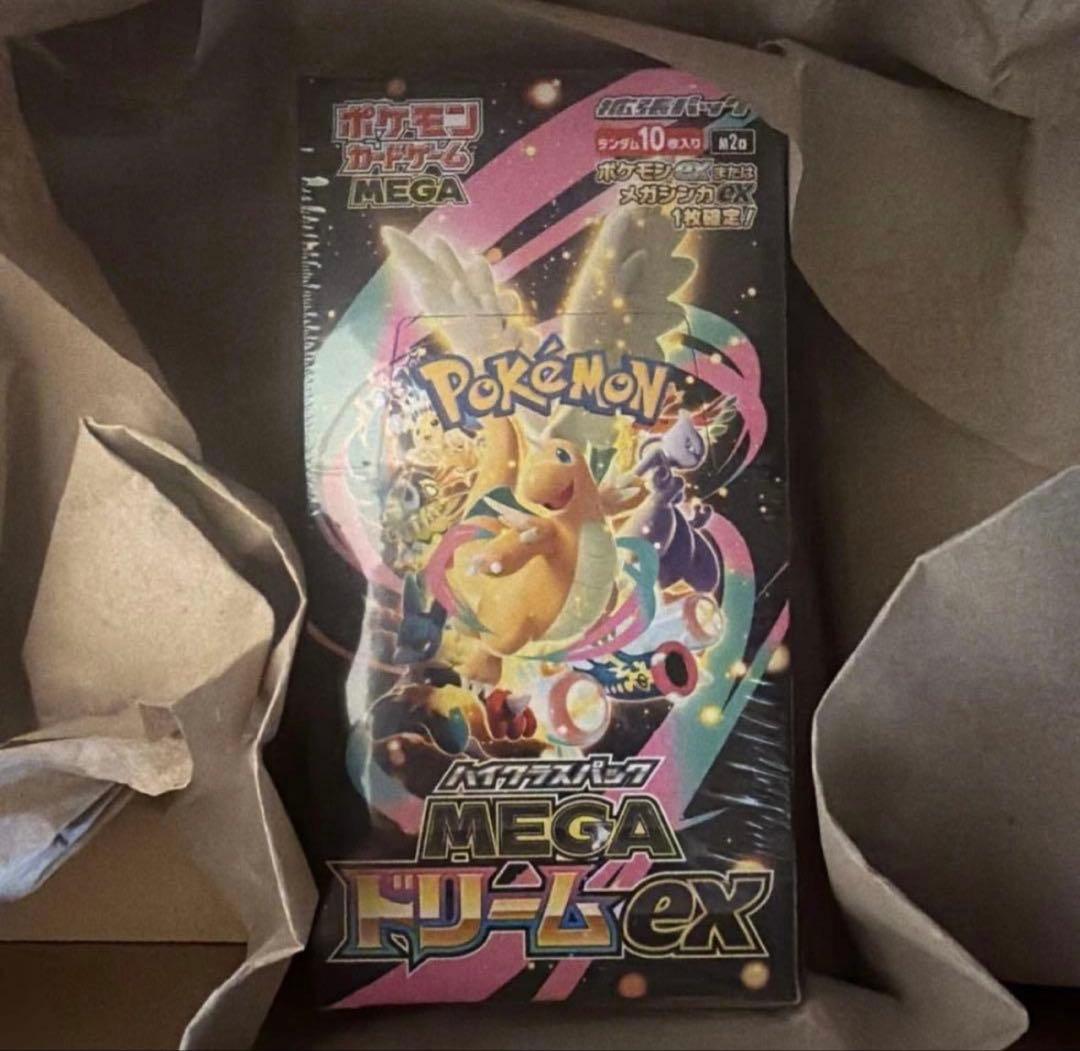 ポケモン
カードゲーム
MEGA
拡張パック
ランダム10枚入り M2a
ポケモンexまたは
メガシンカex
1枚確定!
POKéMON
ハイクラスパック
MEGA
ドリームex